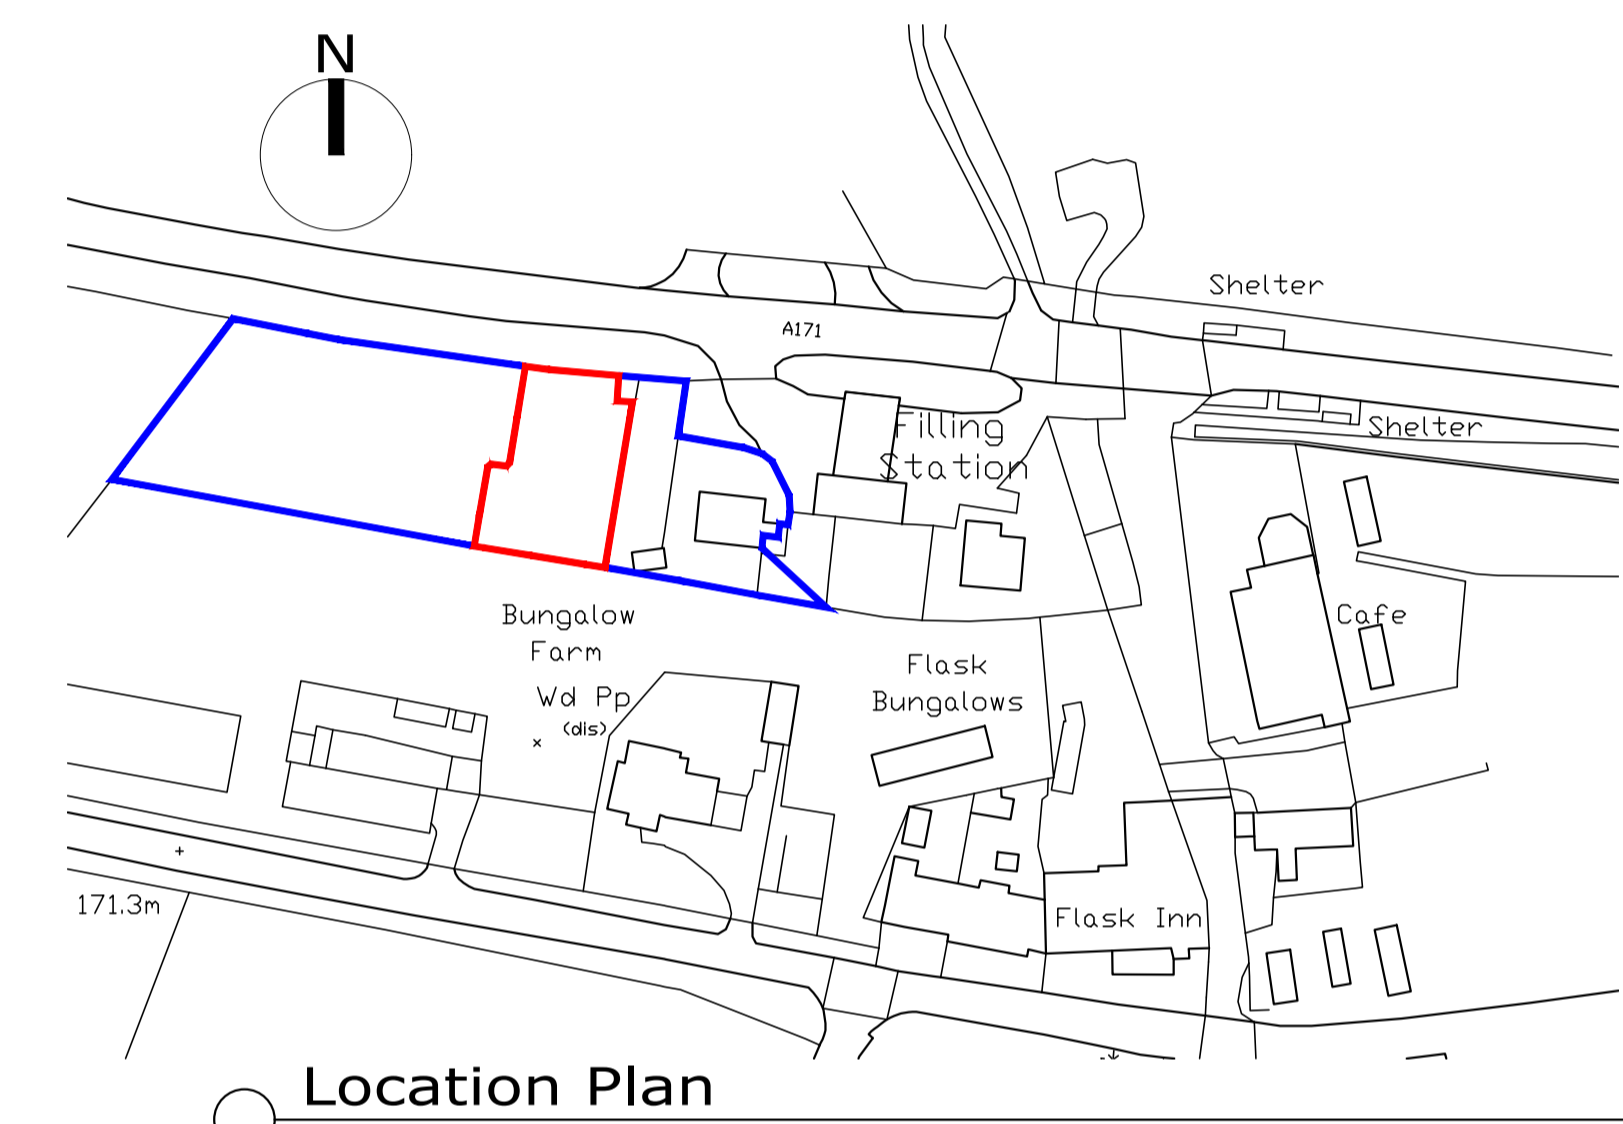 N
Shelter
A171
Filling
Station
Shelter
Bungalow
Farm
Cafe
Wd Pp
(dis)
Flask
Bungalows
171.3m
Flask Inn
Location Plan